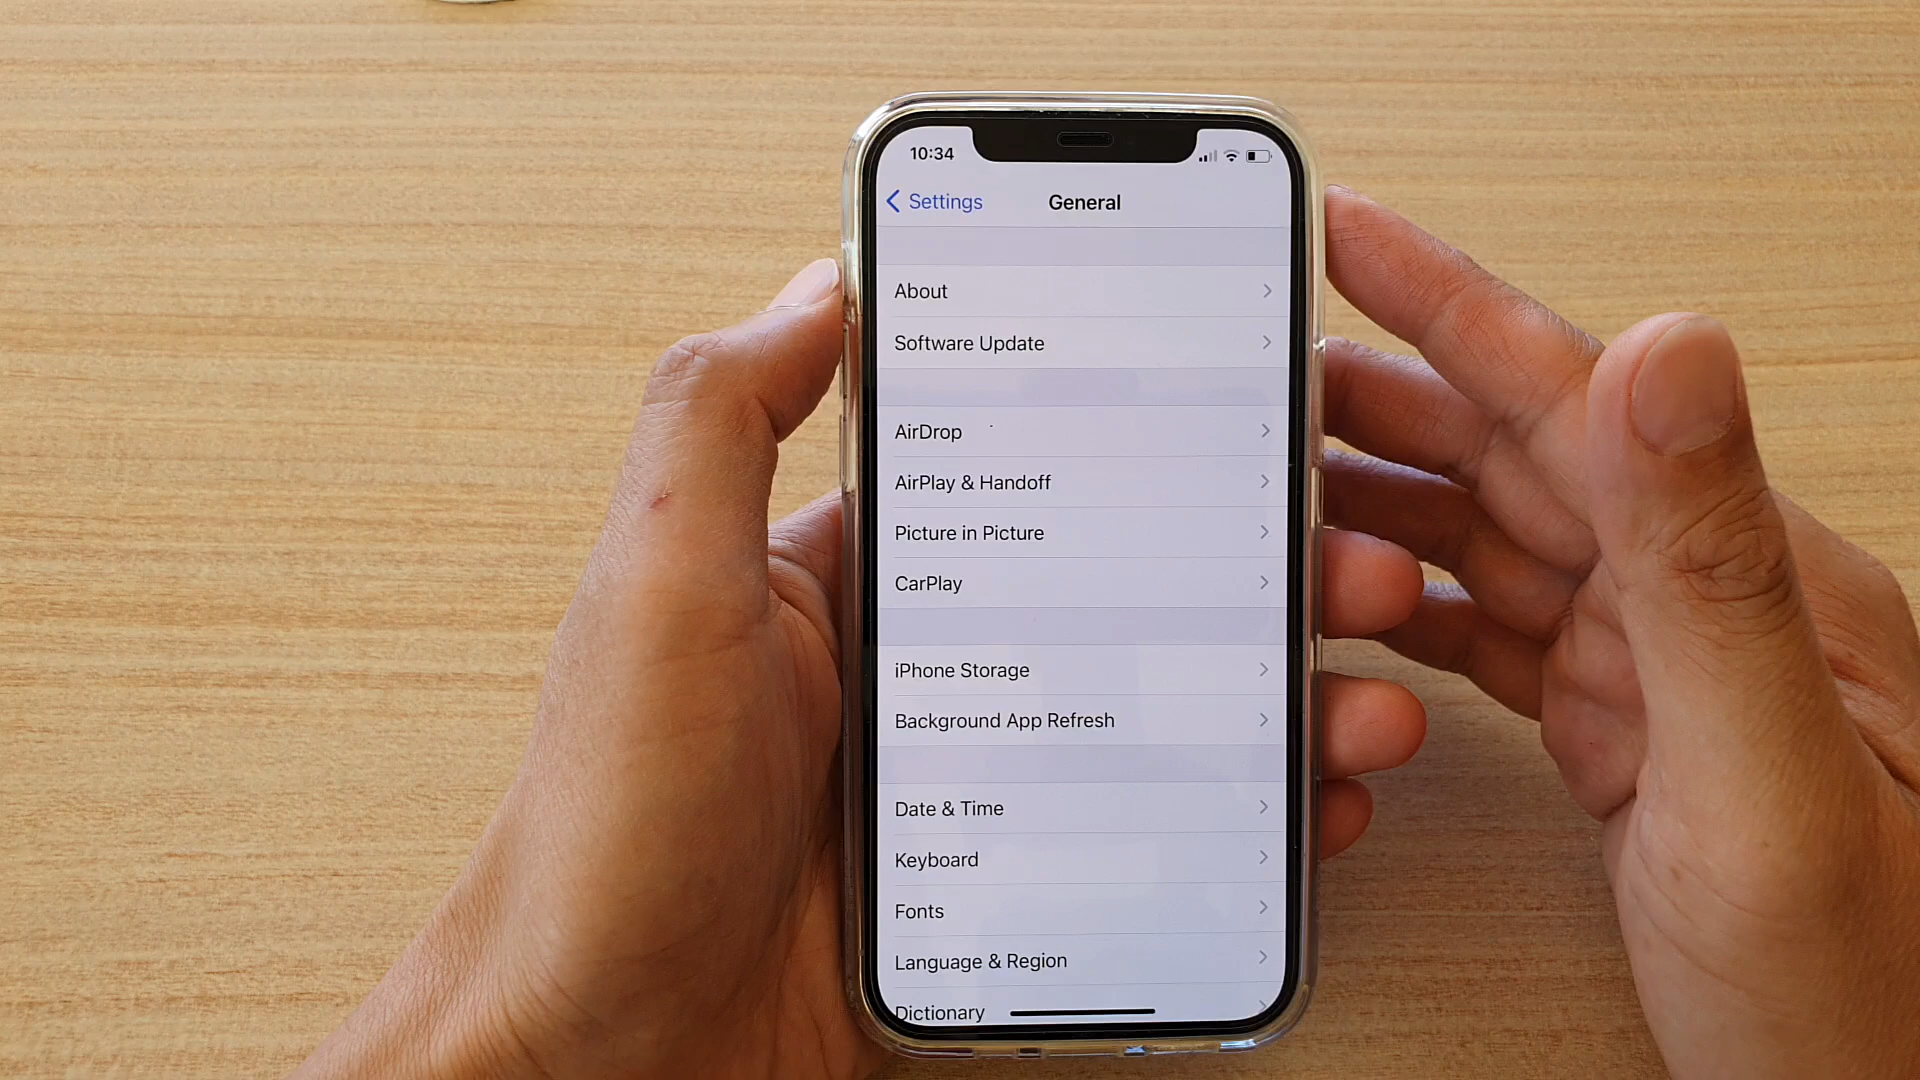 10:34
Settings
General
About
Software Update
AirDrop
AirPlay & Handoff
Picture in Picture
CarPlay
iPhone Storage
Background App Refresh
Date & Time
Keyboard
Fonts
Language & Region
Dictionary